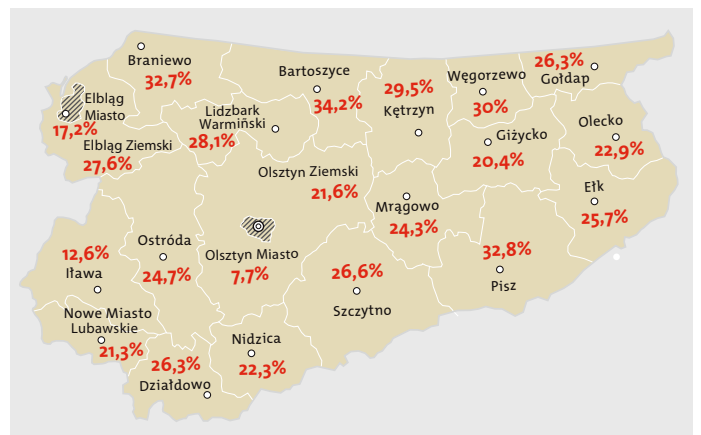 Braniewo
32,7%
Bartoszyce
34,2%
29,5%
Kętrzyn
Węgorzewo
30%
26,3%
Gołdap
Elbląg
Miasto
17,2%
Elbląg Ziemski
27,6%
Lidzbark
Warmiński
28,1%
Giżycko
20,4%
Olecko
22,9%
Olsztyn Ziemski
21,6%
Mrągowo
24,3%
Ełk
25,7%
12,6%
Iława
Ostróda
24,7%
Olsztyn Miasto
7,7%
26,6%
Szczytno
32,8%
Pisz
Nowe Miasto
Lubawskie
21,3%
26,3%
Działdowo
Nidzica
22,3%